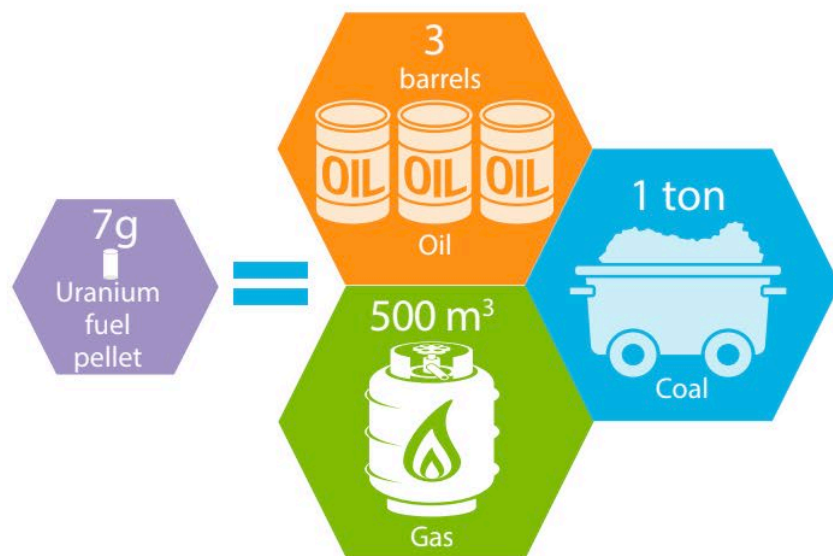 7g
Uranium
fuel
pellet
=
3
barrels
OIL OIL OIL
Oil
1 ton
Coal
500 m³
Gas